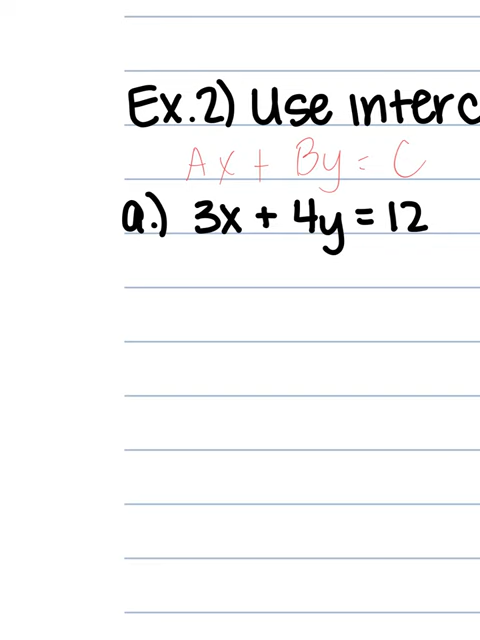 Ex.2) Use interc
Ax + By = C
a.) 3x + 4y = 12